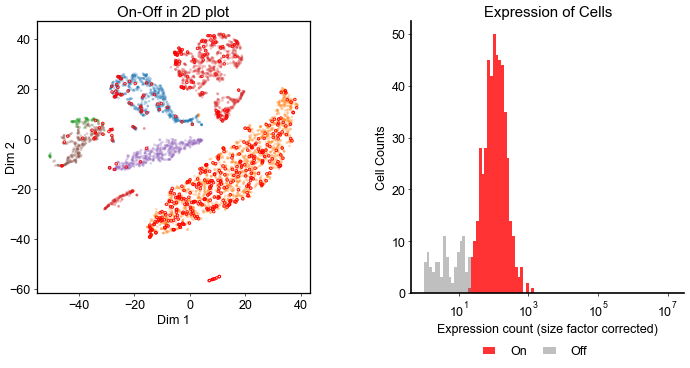 On-Off in 2D plot
40
20
0
−20
−40
−60
Dim 2
−40
−20
0
20
40
Dim 1
Expression of Cells
50
40
30
20
10
0
Cell Counts
10^1
10^3
10^5
10^7
Expression count (size factor corrected)
On
Off